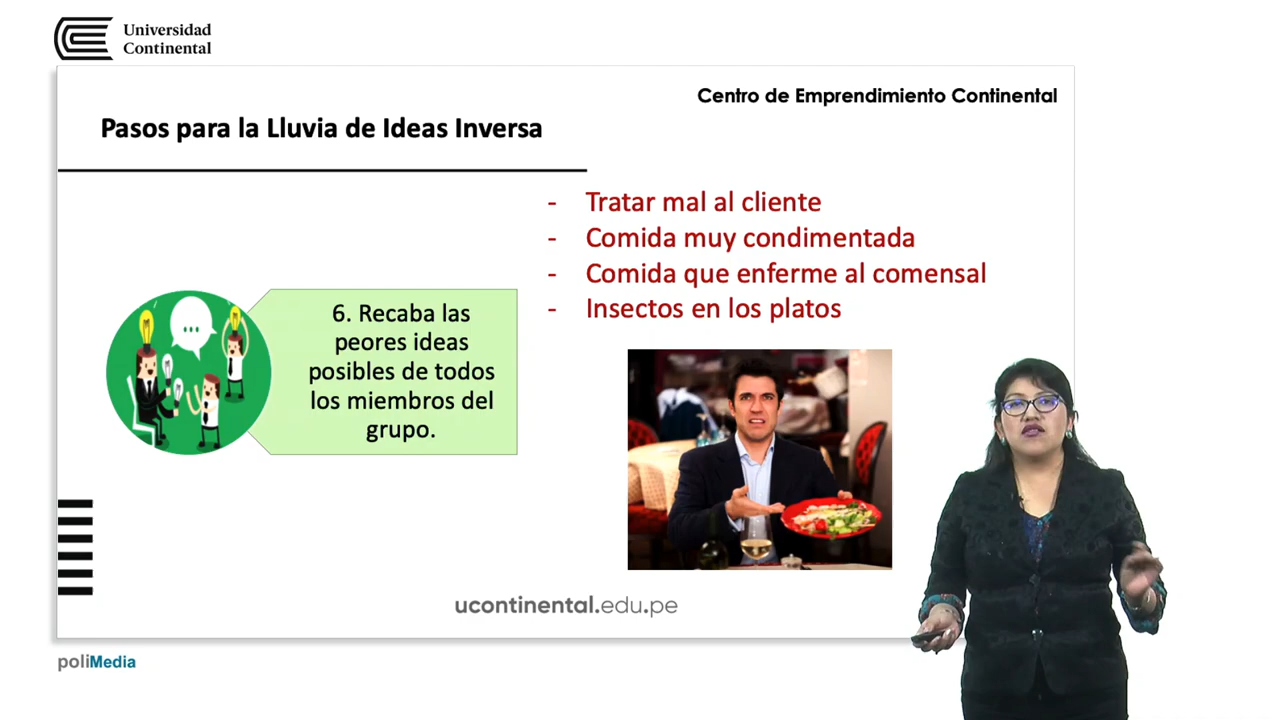 Universidad
Continental
Centro de Emprendimiento Continental
Pasos para la Lluvia de Ideas Inversa
- Tratar mal al cliente
- Comida muy condimentada
- Comida que enferme al comensal
- Insectos en los platos
6. Recaba las
peores ideas
posibles de todos
los miembros del
grupo.
ucontinental.edu.pe
poliMedia